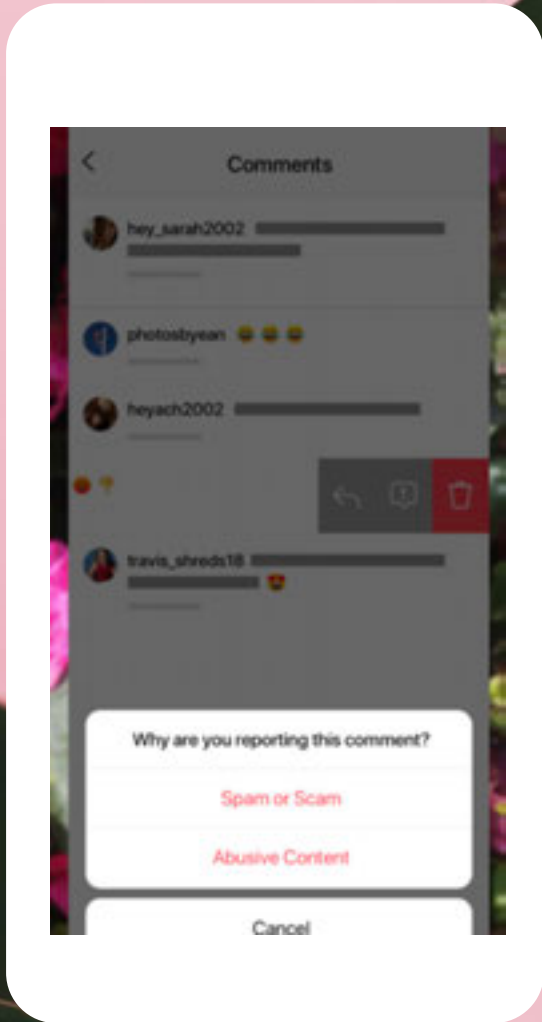 Comments
hey_sarah2002
photosbyean 😂 😂 😂
heyach2002
😡 👎
travis_shreds18
😍
Why are you reporting this comment?
Spam or Scam
Abusive Content
Cancel